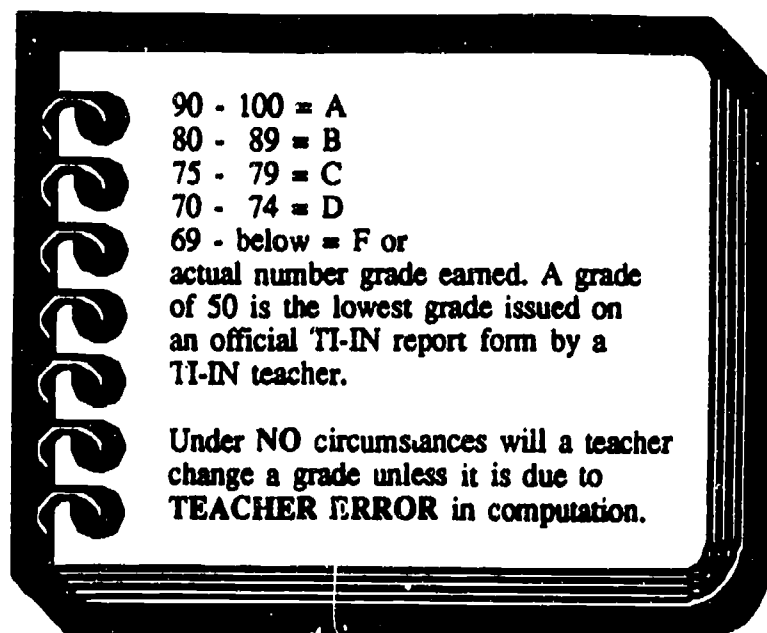 90 - 100 = A
80 - 89 = B
75 - 79 = C
70 - 74 = D
69 - below = F or
actual number grade earned. A grade
of 50 is the lowest grade issued on
an official TI-IN report form by a
TI-IN teacher.
Under NO circumstances will a teacher
change a grade unless it is due to
TEACHER ERROR in computation.